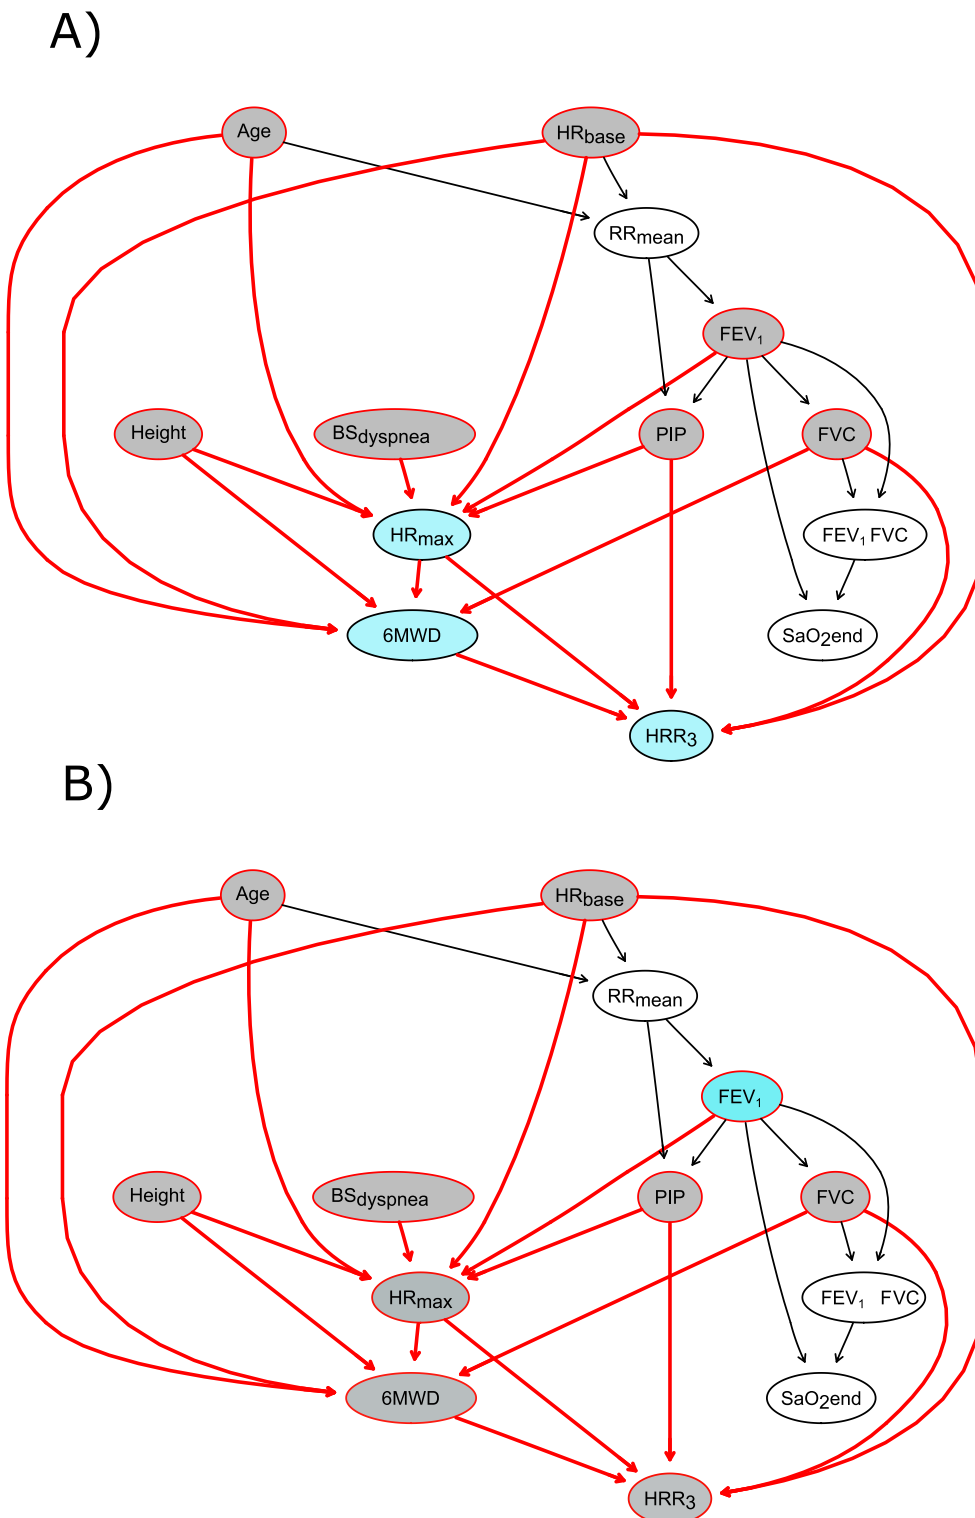 A)
Age
HRbase
RRmean
FEV₁
Height
BSdyspnea
PIP
FVC
HRmax
FEV₁ FVC
6MWD
SaO2end
HRR3
B)
Age
HRbase
RRmean
FEV₁
Height
BSdyspnea
PIP
FVC
HRmax
FEV₁ FVC
6MWD
SaO2end
HRR3